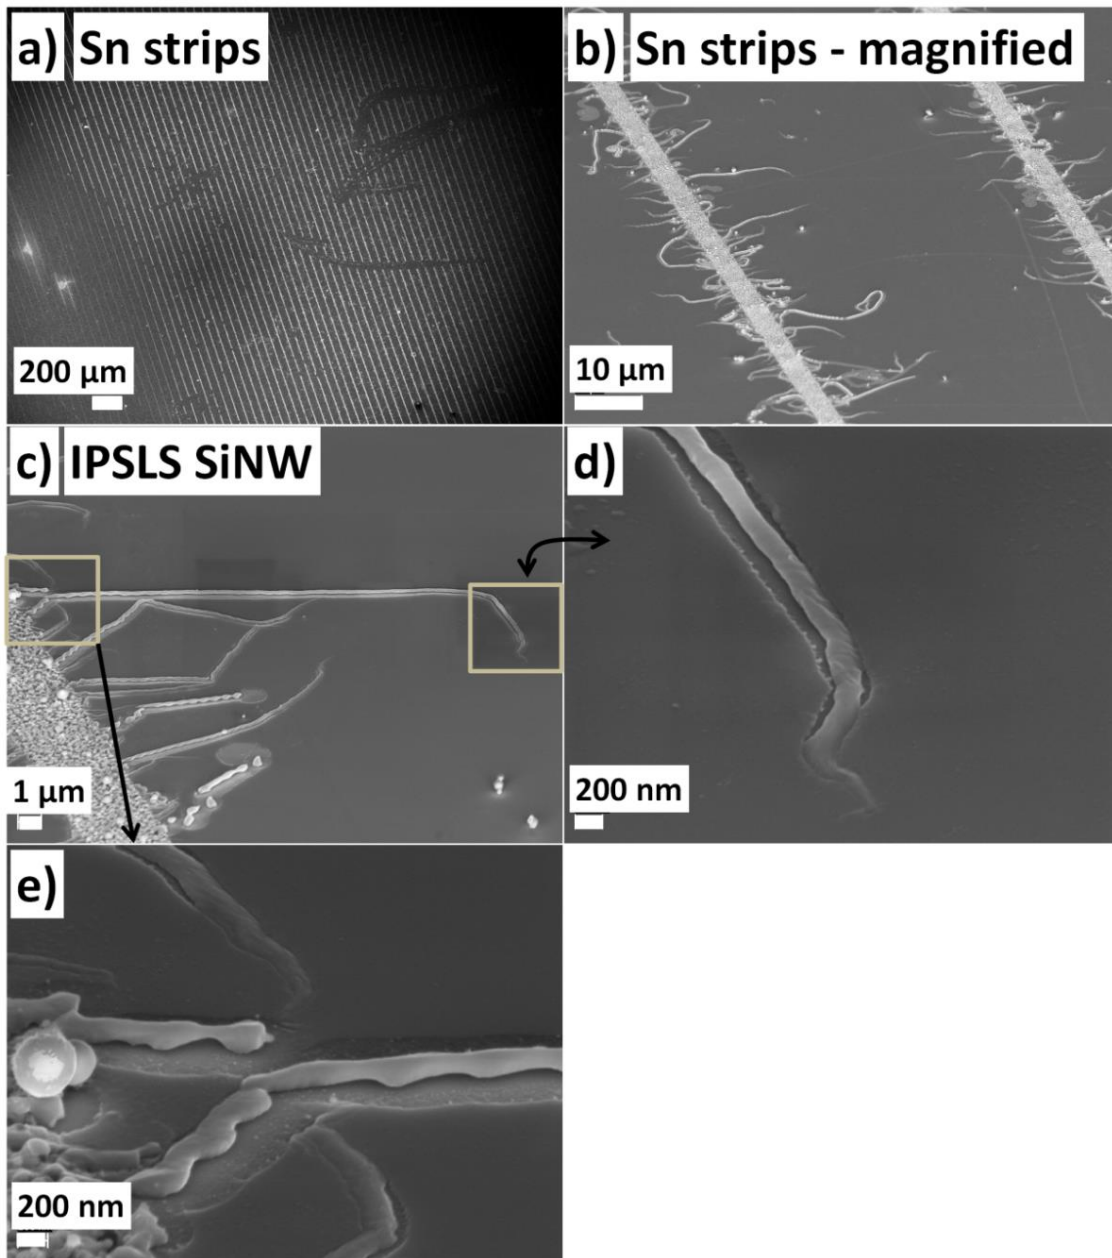 a) Sn strips
200 μm
b) Sn strips - magnified
10 μm
c) IPSLS SiNW
1 μm
d)
200 nm
e)
200 nm